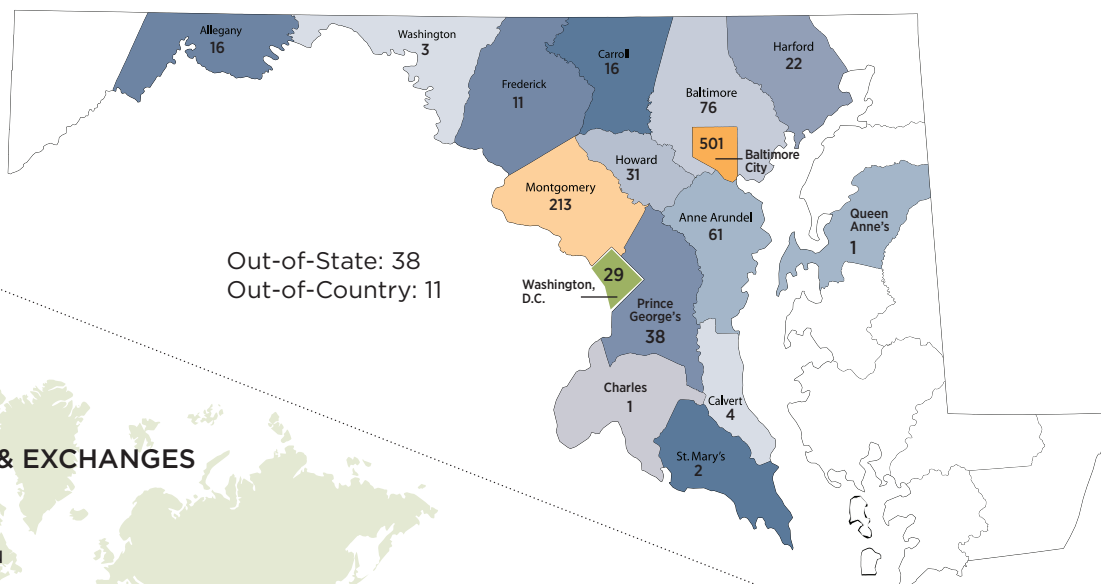 Allegany
16
Washington
3
Frederick
11
Carroll
16
Baltimore
76
Harford
22
501
Baltimore
City
Howard
31
Montgomery
213
Anne Arundel
61
Queen
Anne's
1
Out-of-State: 38
Out-of-Country: 11
29
Washington,
D.C.
Prince
George's
38
Charles
1
Calvert
4
St. Mary's
2
& EXCHANGES